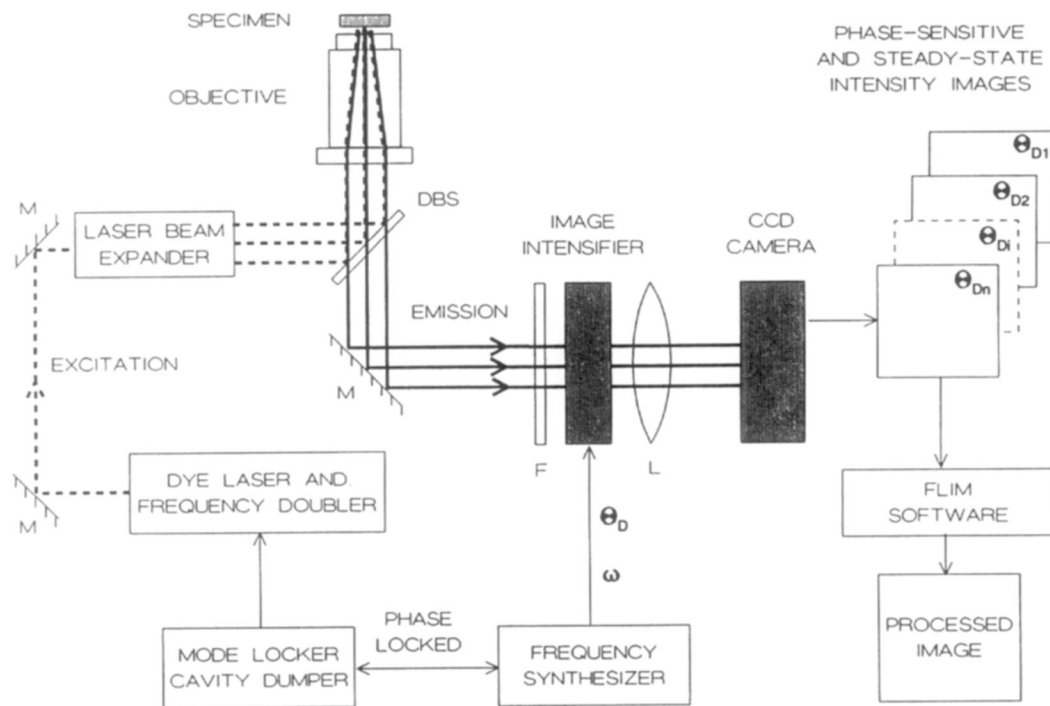 SPECIMEN
OBJECTIVE
PHASE-SENSITIVE
AND STEADY-STATE
INTENSITY IMAGES
ΘD1
ΘD2
ΘDi
ΘDn
M
LASER BEAM
EXPANDER
DBS
IMAGE
INTENSIFIER
CCD
CAMERA
EMISSION
EXCITATION
M
F
L
M
DYE LASER AND.
FREQUENCY DOUBLER
ΘD
ω
FLIM
SOFTWARE
PHASE
LOCKED
MODE LOCKER
CAVITY DUMPER
FREQUENCY
SYNTHESIZER
PROCESSED
IMAGE